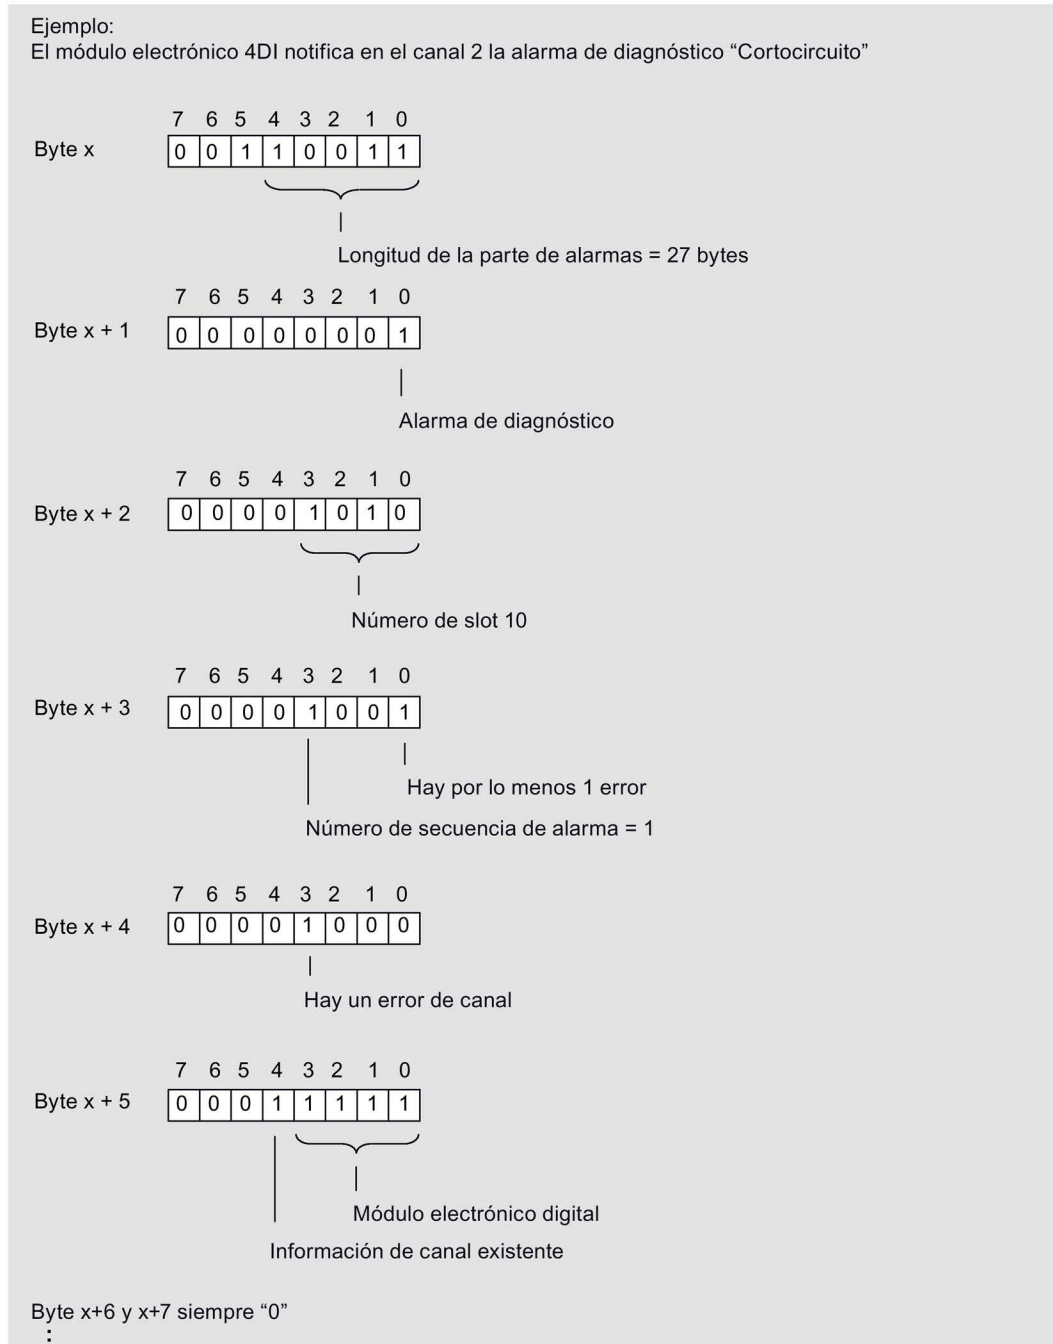 Ejemplo:
El módulo electrónico 4DI notifica en el canal 2 la alarma de diagnóstico “Cortocircuito”
7 6 5 4 3 2 1 0
Byte x 0 0 1 1 0 0 1 1
Longitud de la parte de alarmas = 27 bytes
7 6 5 4 3 2 1 0
Byte x + 1 0 0 0 0 0 0 0 1
Alarma de diagnóstico
7 6 5 4 3 2 1 0
Byte x + 2 0 0 0 0 1 0 1 0
Número de slot 10
7 6 5 4 3 2 1 0
Byte x + 3 0 0 0 0 1 0 0 1
Hay por lo menos 1 error
Número de secuencia de alarma = 1
7 6 5 4 3 2 1 0
Byte x + 4 0 0 0 0 1 0 0 0
Hay un error de canal
7 6 5 4 3 2 1 0
Byte x + 5 0 0 0 1 1 1 1 1
Módulo electrónico digital
Información de canal existente
Byte x+6 y x+7 siempre “0”
: